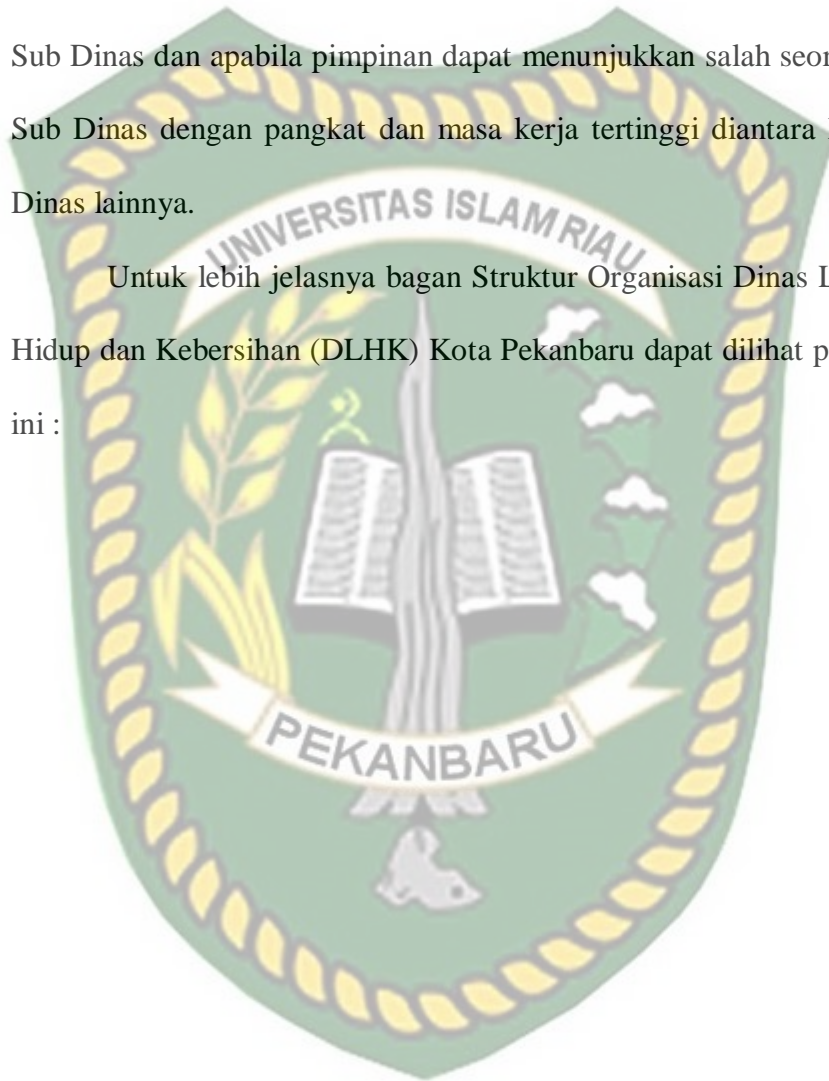 Sub Dinas dan apabila pimpinan dapat menunjukkan salah
Sub Dinas dengan pangkat dan masa kerja tertinggi diantara
Dinas lainnya.
UNIVERSITAS ISLAM RIAU
Untuk lebih jelasnya bagan Struktur Organisasi Dinas
Hidup dan Kebersihan (DLHK) Kota Pekanbaru dapat dilihat
ini :
PEKANBARU